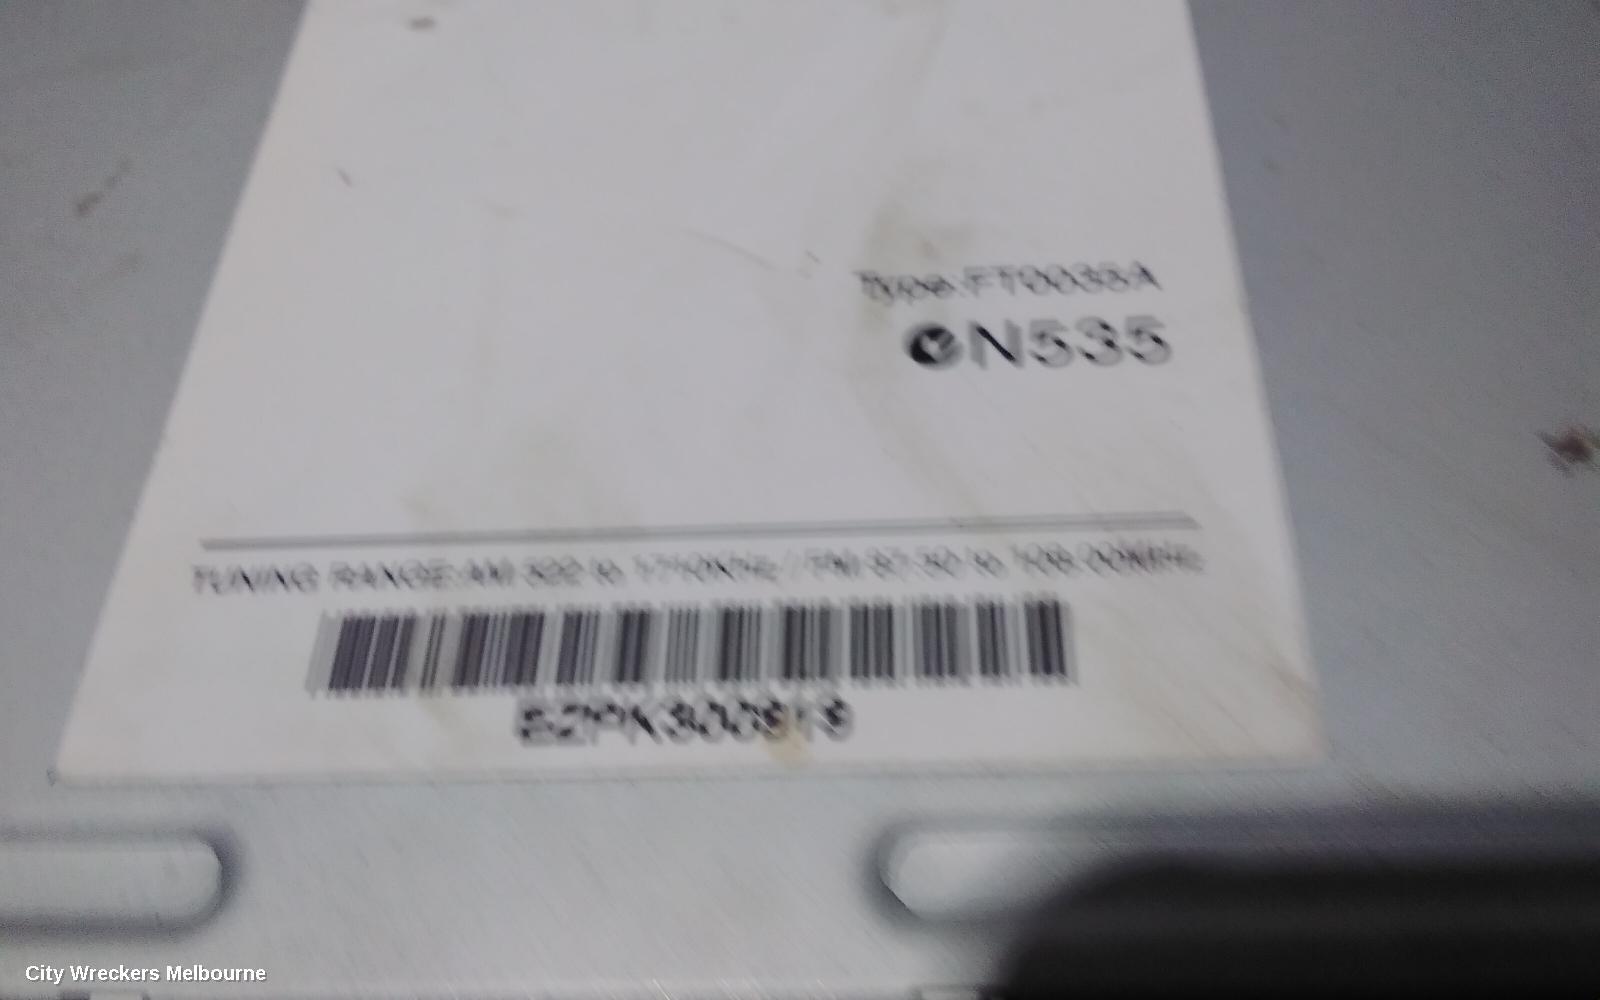 Type:FT0038A
N535
TUNING RANGE:AM 522 to 1710KHz / FM 87.50 to 108.00MHz
City Wreckers Melbourne